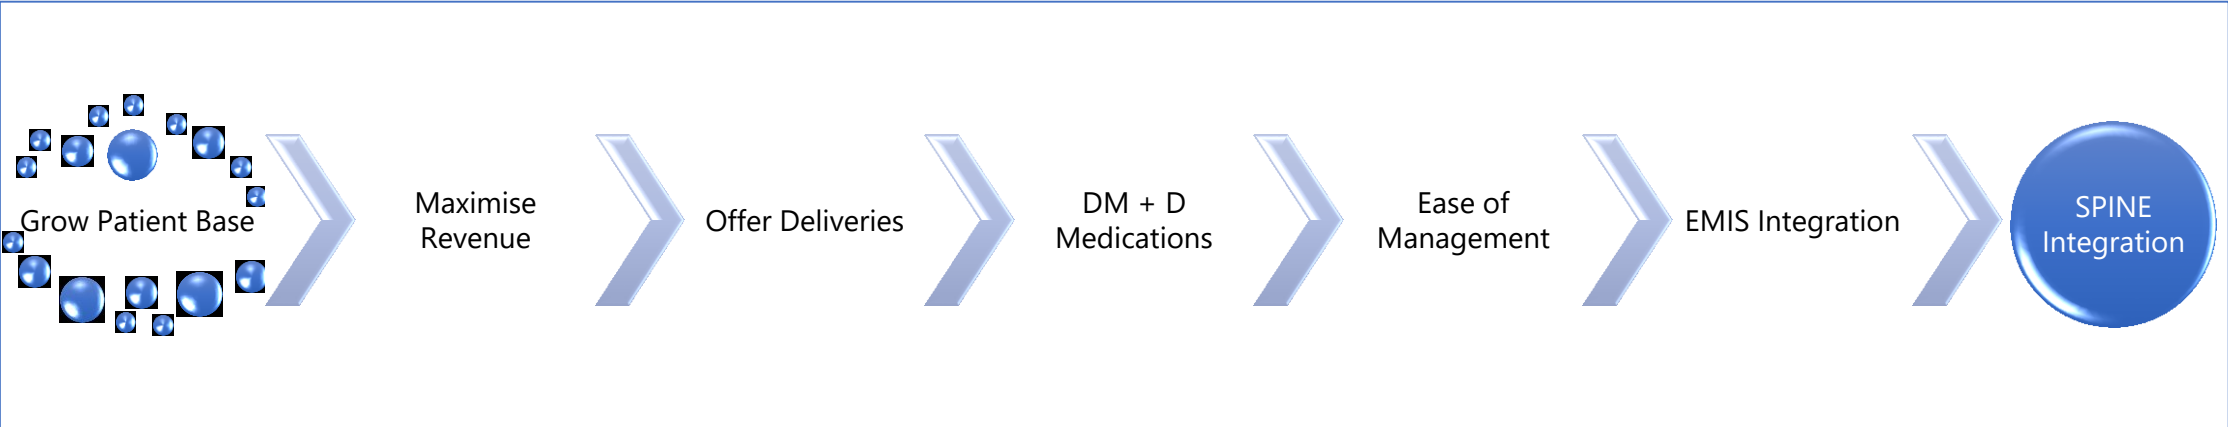 Grow Patient Base
Maximise
Revenue
Offer Deliveries
DM + D
Medications
Ease of
Management
EMIS Integration
SPINE
Integration